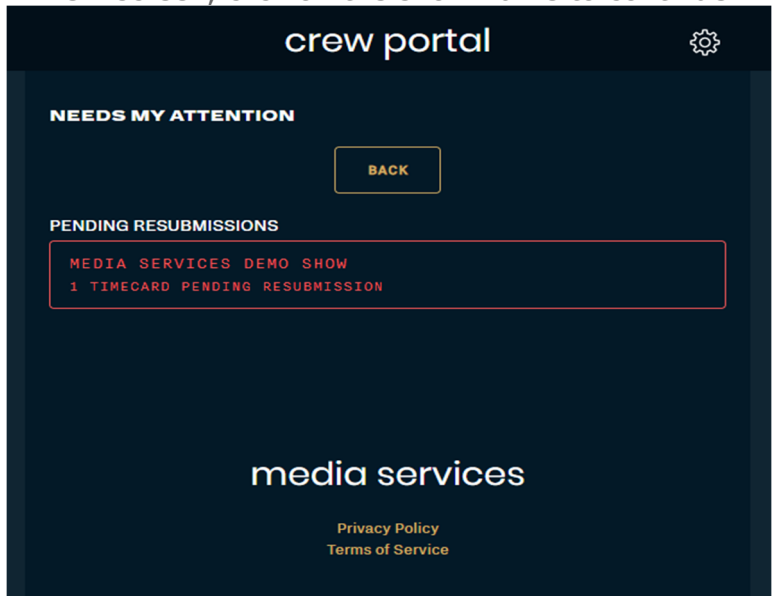 crew portal
NEEDS MY ATTENTION
BACK
PENDING RESUBMISSIONS
MEDIA SERVICES DEMO SHOW
1 TIMECARD PENDING RESUBMISSION
media services
Privacy Policy
Terms of Service